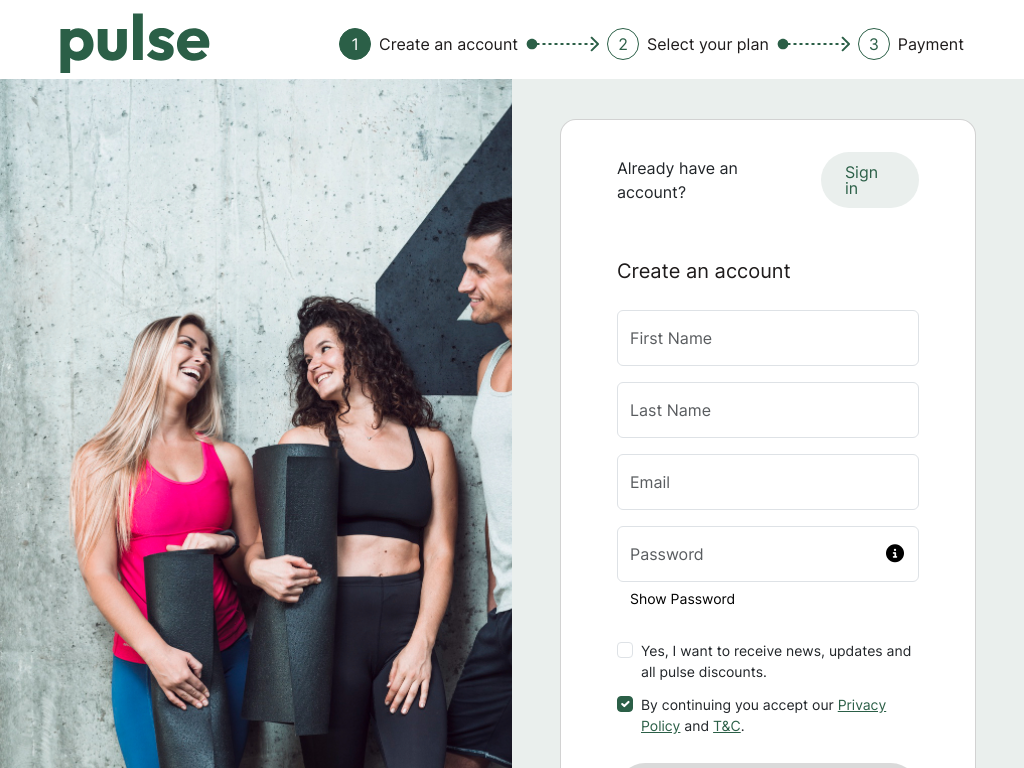 pulse
1 Create an account 2 Select your plan 3 Payment
Already have an
account?
Sign
in
Create an account
First Name
Last Name
Email
Password
Show Password
Yes, I want to receive news, updates and
all pulse discounts.
By continuing you accept our Privacy
Policy and T&C.